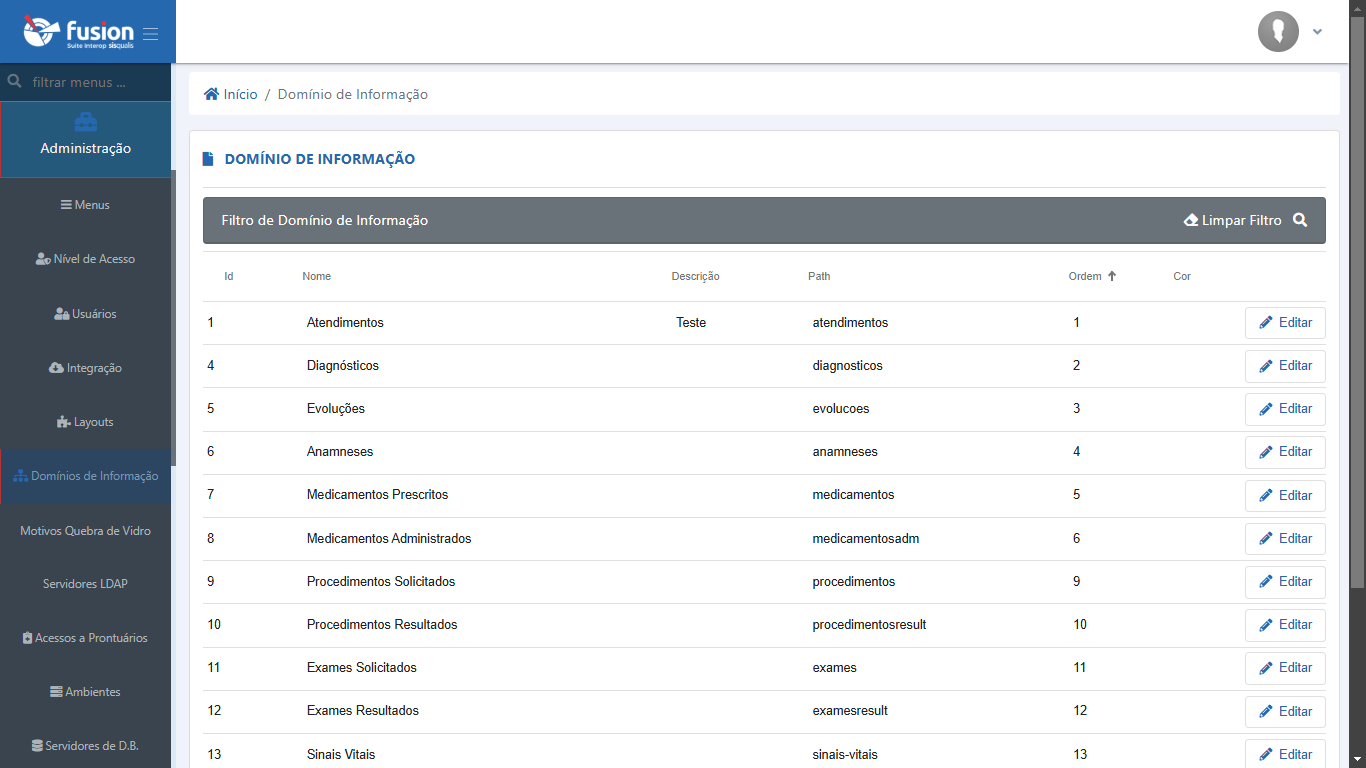 fusion
Suite Interop sisqualis
filtrar menus ...
Administração
Menus
Nível de Acesso
Usuários
Integração
Layouts
Domínios de Informação
Motivos Quebra de Vidro
Servidores LDAP
Acessos a Prontuários
Ambientes
Servidores de D.B.
Início / Domínio de Informação
DOMÍNIO DE INFORMAÇÃO
Filtro de Domínio de Informação Limpar Filtro
Id Nome Descrição Path Ordem Cor
1 Atendimentos Teste atendimentos 1 Editar
4 Diagnósticos diagnosticos 2 Editar
5 Evoluções evolucoes 3 Editar
6 Anamneses anamneses 4 Editar
7 Medicamentos Prescritos medicamentos 5 Editar
8 Medicamentos Administrados medicamentosadm 6 Editar
9 Procedimentos Solicitados procedimentos 9 Editar
10 Procedimentos Resultados procedimentosresult 10 Editar
11 Exames Solicitados exames 11 Editar
12 Exames Resultados examesresult 12 Editar
13 Sinais Vitais sinais-vitais 13 Editar